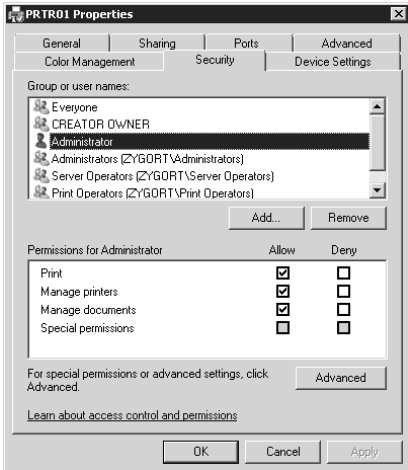 PRTR01 Properties
General Sharing Ports Advanced
Color Management Security Device Settings
Group or user names:
Everyone
CREATOR OWNER
Administrator
Administrators (ZYGORT\Administrators)
Server Operators (ZYGORT\Server Operators)
Print Operators (ZYGORT\Print Operators)
Add... Remove
Permissions for Administrator Allow Deny
Print
Manage printers
Manage documents
Special permissions
For special permissions or advanced settings, click
Advanced.
Advanced
Learn about access control and permissions
OK Cancel Apply